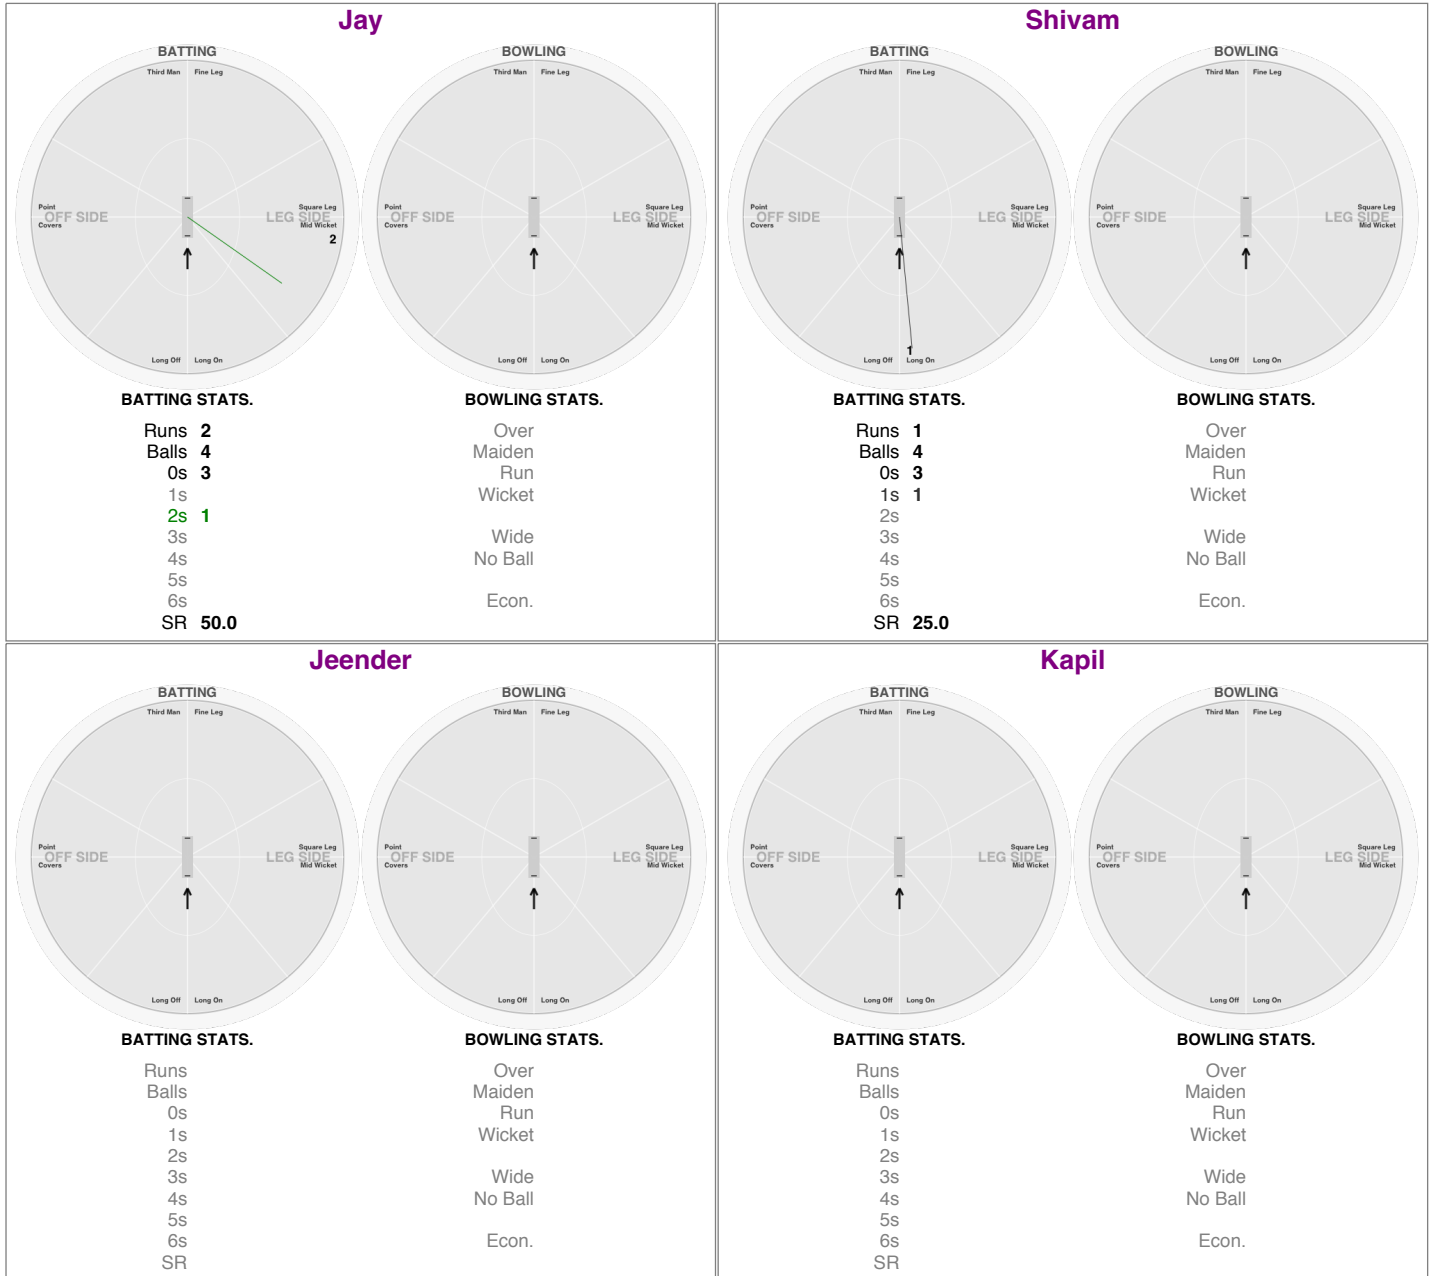 Jay
BATTING
Third Man Fine Leg
Point
OFF SIDE
Covers
Square Leg
LEG SIDE
Mid Wicket
2
Long Off Long On
BOWLING
Third Man Fine Leg
Point
OFF SIDE
Covers
Square Leg
LEG SIDE
Mid Wicket
Long Off Long On
BATTING STATS.
Runs 2
Balls 4
0s 3
1s
2s 1
3s
4s
5s
6s
SR 50.0
BOWLING STATS.
Over
Maiden
Run
Wicket
Wide
No Ball
Econ.
Shivam
BATTING
Third Man Fine Leg
Point
OFF SIDE
Covers
Square Leg
LEG SIDE
Mid Wicket
1
Long Off Long On
BOWLING
Third Man Fine Leg
Point
OFF SIDE
Covers
Square Leg
LEG SIDE
Mid Wicket
Long Off Long On
BATTING STATS.
Runs 1
Balls 4
0s 3
1s 1
2s
3s
4s
5s
6s
SR 25.0
BOWLING STATS.
Over
Maiden
Run
Wicket
Wide
No Ball
Econ.
Jeender
BATTING
Third Man Fine Leg
Point
OFF SIDE
Covers
Square Leg
LEG SIDE
Mid Wicket
Long Off Long On
BOWLING
Third Man Fine Leg
Point
OFF SIDE
Covers
Square Leg
LEG SIDE
Mid Wicket
Long Off Long On
BATTING STATS.
Runs
Balls
0s
1s
2s
3s
4s
5s
6s
SR
BOWLING STATS.
Over
Maiden
Run
Wicket
Wide
No Ball
Econ.
Kapil
BATTING
Third Man Fine Leg
Point
OFF SIDE
Covers
Square Leg
LEG SIDE
Mid Wicket
Long Off Long On
BOWLING
Third Man Fine Leg
Point
OFF SIDE
Covers
Square Leg
LEG SIDE
Mid Wicket
Long Off Long On
BATTING STATS.
Runs
Balls
0s
1s
2s
3s
4s
5s
6s
SR
BOWLING STATS.
Over
Maiden
Run
Wicket
Wide
No Ball
Econ.